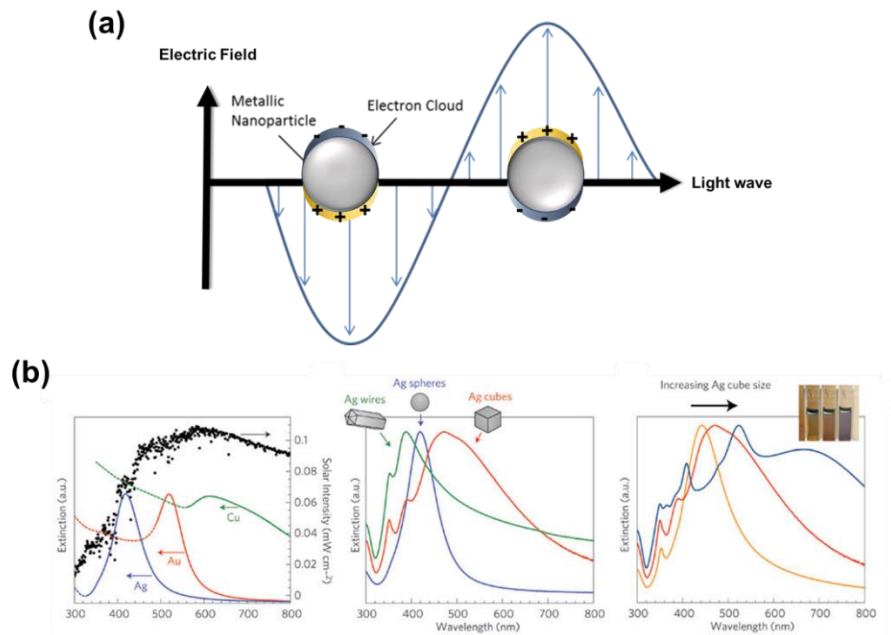 (a)
Electric Field
Metallic
Nanoparticle
Electron Cloud
- - -
+ + +
+ + +
- - -
Light wave
(b)
Extinction (a.u.)
Cu
Au
Ag
0.1
0.08
0.06
0.04
0.02
0
Solar Intensity (mW cm⁻²)
300 400 500 600 700 800
Wavelength (nm)
Ag wires
Ag spheres
Ag cubes
Extinction (a.u.)
300 400 500 600 700 800
Wavelength (nm)
Increasing Ag cube size
Extinction (a.u.)
300 400 500 600 700 800
Wavelength (nm)